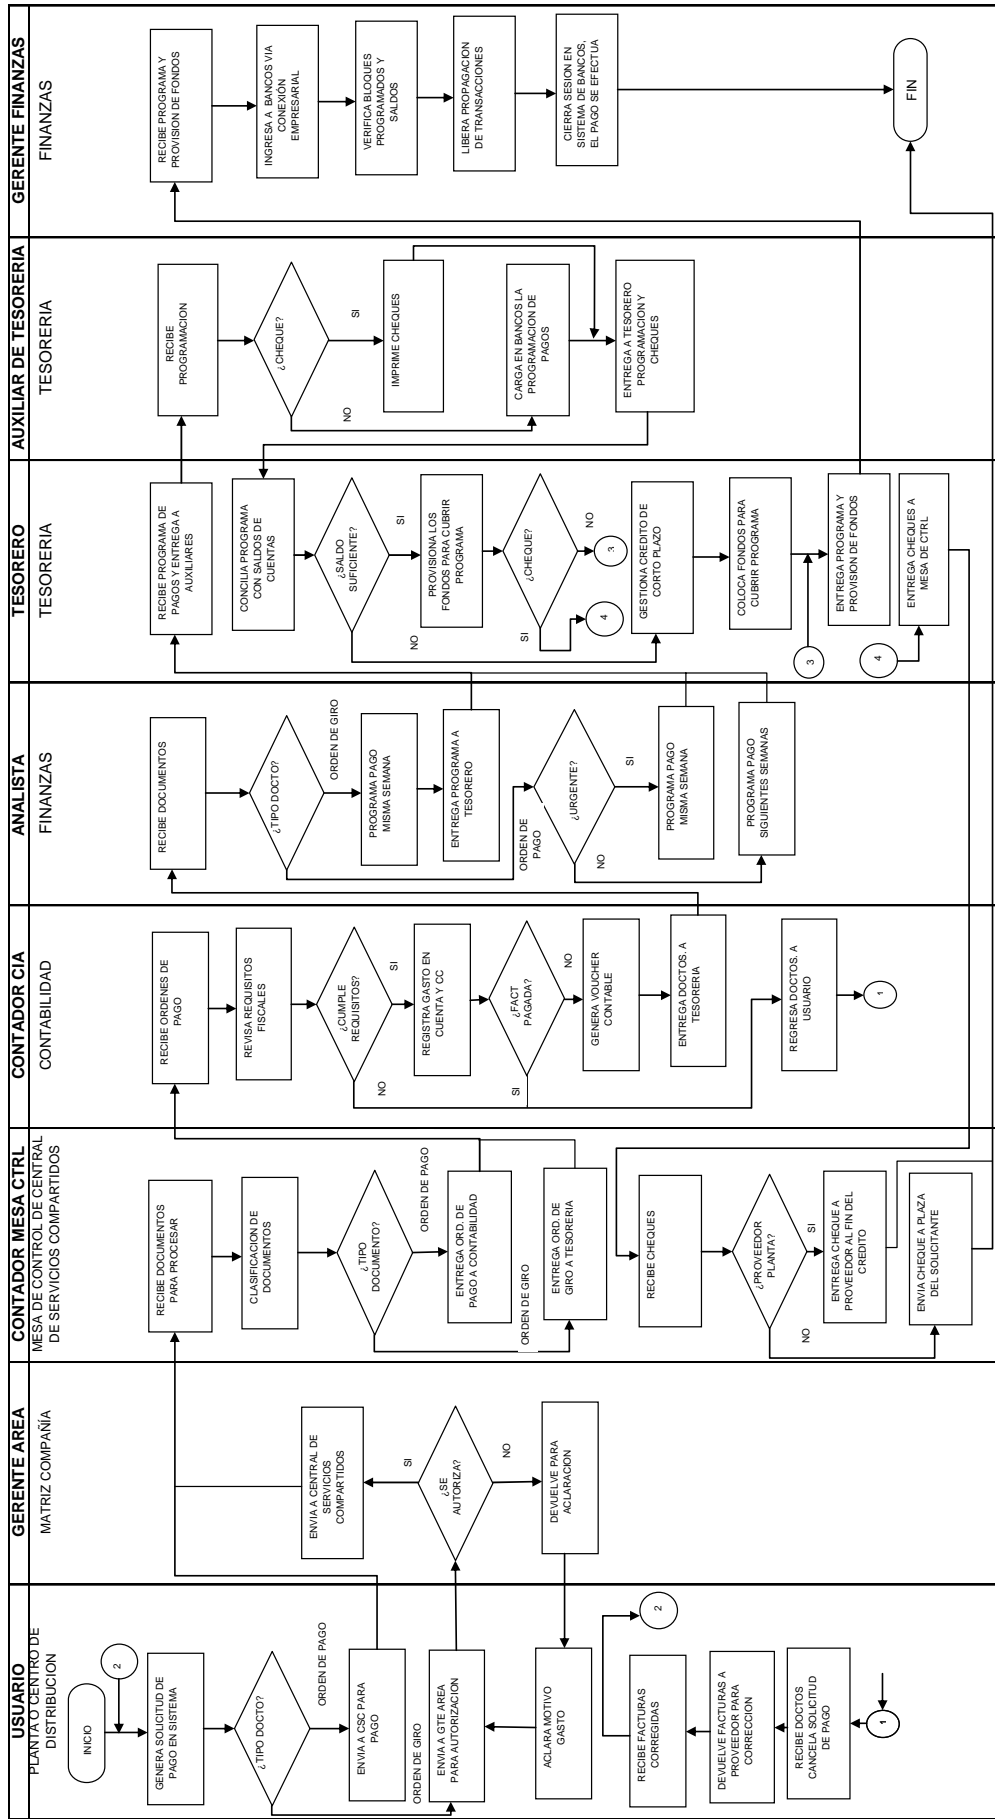 USUARIO
PLANTA O CENTRO DE
DISTRIBUCION
INICIO
2
GENERA SOLICITUD DE
PAGO EN SISTEMA
¿TIPO DOCTO?
ORDEN DE PAGO
ENVIA A CSC PARA
PAGO
ORDEN DE GIRO
ENVIA A GTE AREA
PARA AUTORIZACION
ACLARA MOTIVO
GASTO
2
RECIBE FACTURAS
CORREGIDAS
DEVUELVE FACTURAS A
PROVEEDOR PARA
CORRECCION
RECIBE DOCTOS
CANCELA SOLICITUD
DE PAGO
1
GERENTE AREA
MATRIZ COMPAÑÍA
ENVIA A CENTRAL DE
SERVICIOS
COMPARTIDOS
SI
¿SE
AUTORIZA?
NO
DEVUELVE PARA
ACLARACION
CONTADOR MESA CTRL
MESA DE CONTROL DE CENTRAL
DE SERVICIOS COMPARTIDOS
RECIBE DOCUMENTOS
PARA PROCESAR
CLASIFICACION DE
DOCUMENTOS
¿TIPO
DOCUMENTO?
ORDEN DE PAGO
ENTREGA ORD. DE
PAGO A CONTABILIDAD
ORDEN DE GIRO
ENTREGA ORD. DE
GIRO A TESORERIA
RECIBE CHEQUES
¿PROVEEDOR
PLANTA?
SI
ENTREGA CHEQUE A
PROVEEDOR AL FIN DEL
CREDITO
NO
ENVIA CHEQUE A PLAZA
DEL SOLICITANTE
CONTADOR CIA
CONTABILIDAD
RECIBE ORDENES DE
PAGO
REVISA REQUISITOS
FISCALES
¿CUMPLE
REQUISITOS?
SI
NO
REGISTRA GASTO EN
CUENTA Y CC
¿FACT
PAGADA?
NO
SI
GENERA VOUCHER
CONTABLE
ENTREGA DOCTOS. A
TESORERIA
REGRESA DOCTOS. A
USUARIO
1
ANALISTA
FINANZAS
RECIBE DOCUMENTOS
¿TIPO DOCTO?
ORDEN DE GIRO
PROGRAMA PAGO
MISMA SEMANA
ENTREGA PROGRAMA A
TESORERO
ORDEN DE
PAGO
¿URGENTE?
SI
NO
PROGRAMA PAGO
MISMA SEMANA
PROGRAMA PAGO
SIGUIENTES SEMANAS
TESORERO
TESORERIA
RECIBE PROGRAMA DE
PAGOS Y ENTREGA A
AUXILIARES
CONCILIA PROGRAMA
CON SALDOS DE
CUENTAS
¿SALDO
SUFICIENTE?
SI
NO
PROVISIONA LOS
FONDOS PARA CUBRIR
PROGRAMA
¿CHEQUE?
NO
3
SI
4
GESTIONA CREDITO DE
CORTO PLAZO
COLOCA FONDOS PARA
CUBRIR PROGRAMA
3
ENTREGA PROGRAMA Y
PROVISION DE FONDOS
4
ENTREGA CHEQUES A
MESA DE CTRL
AUXILIAR DE TESORERIA
TESORERIA
RECIBE
PROGRAMACION
¿CHEQUE?
SI
NO
IMPRIME CHEQUES
CARGA EN BANCOS LA
PROGRAMACION DE
PAGOS
ENTREGA A TESORERO
PROGRAMACION Y
CHEQUES
GERENTE FINANZAS
FINANZAS
RECIBE PROGRAMA Y
PROVISION DE FONDOS
INGRESA A BANCOS VIA
CONEXIÓN
EMPRESARIAL
VERIFICA BLOQUES
PROGRAMADOS Y
SALDOS
LIBERA PROPAGACION
DE TRANSACCIONES
CIERRA SESION EN
SISTEMA DE BANCOS,
EL PAGO SE EFECTUA
FIN